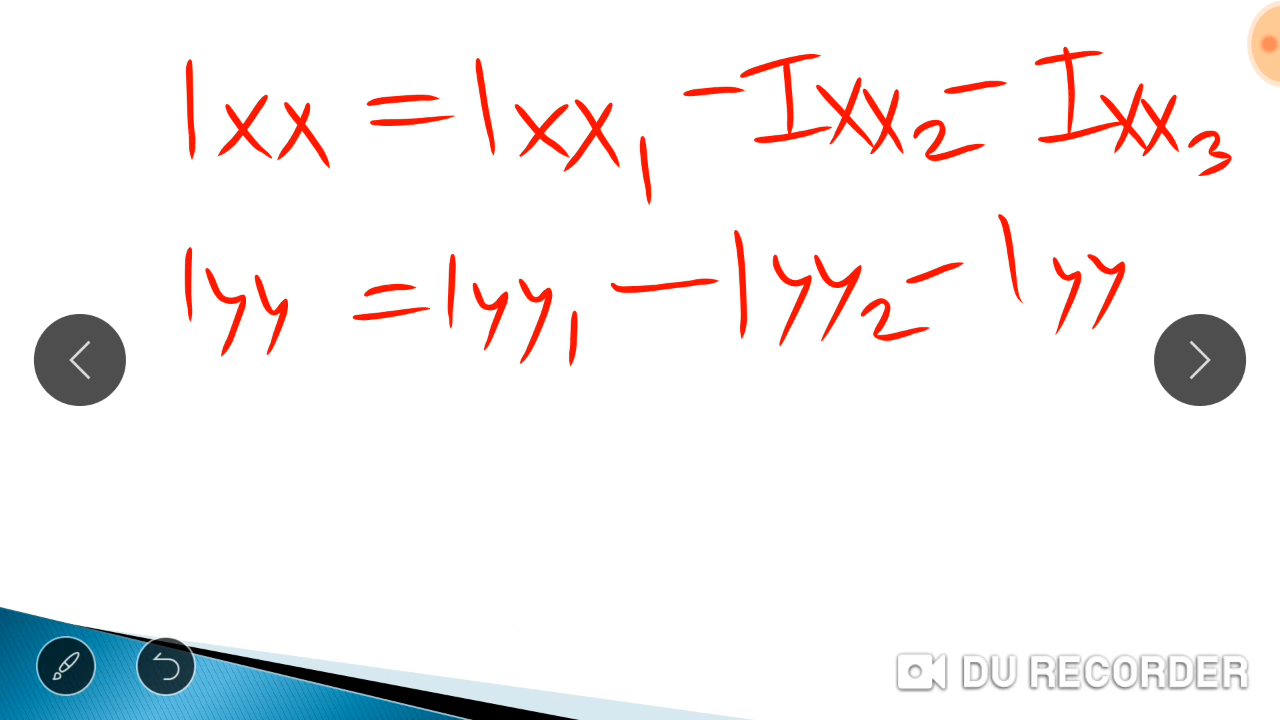 Ixx = Ixx₁ - Ixx₂ - Ixx₃
Iyy = Iyy₁ - Iyy₂ - Iyy
DU RECORDER